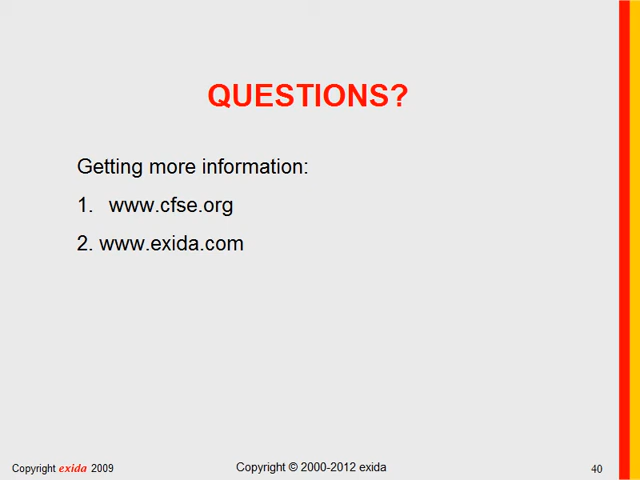 QUESTIONS?
Getting more information:
1. www.cfse.org
2. www.exida.com
Copyright exida 2009
Copyright © 2000-2012 exida
40